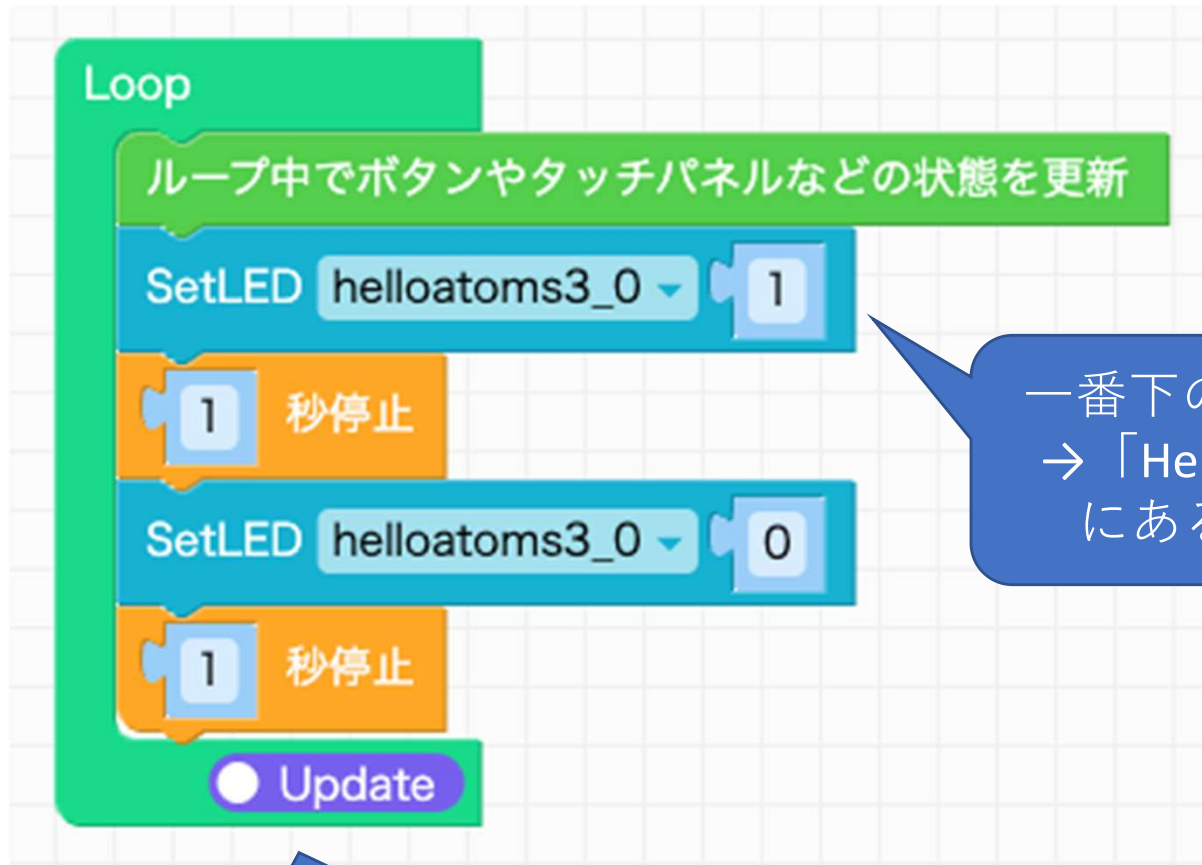 Loop
ループ中でボタンやタッチパネルなどの状態を更新
SetLED helloatoms3_0 1
1 秒停止
SetLED helloatoms3_0 0
1 秒停止
Update
一番下の
→「He
にある